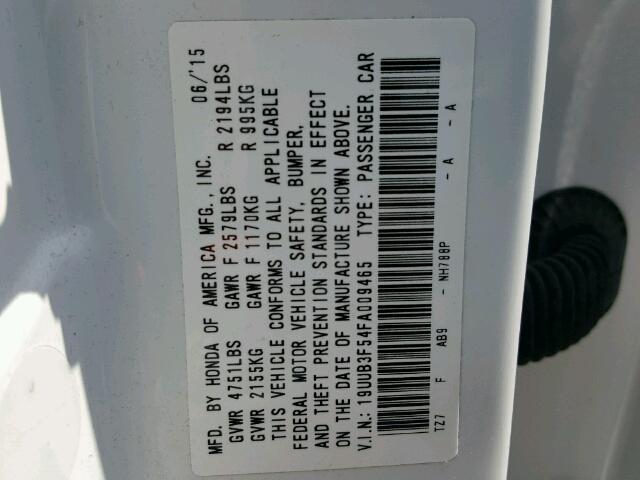 MFD. BY HONDA OF AMERICA MFG., INC. 06/'15
GVWR 4751LBS GAWR F 2579LBS R 2194LBS
GVWR 2155KG GAWR F 1170KG R 995KG
THIS VEHICLE CONFORMS TO ALL APPLICABLE
FEDERAL MOTOR VEHICLE SAFETY, BUMPER,
AND THEFT PREVENTION STANDARDS IN EFFECT
ON THE DATE OF MANUFACTURE SHOWN ABOVE.
V.I.N.: 19UUB3F54FA009465 TYPE: PASSENGER CAR
TZ7 F AB9 - NH788P - A - A